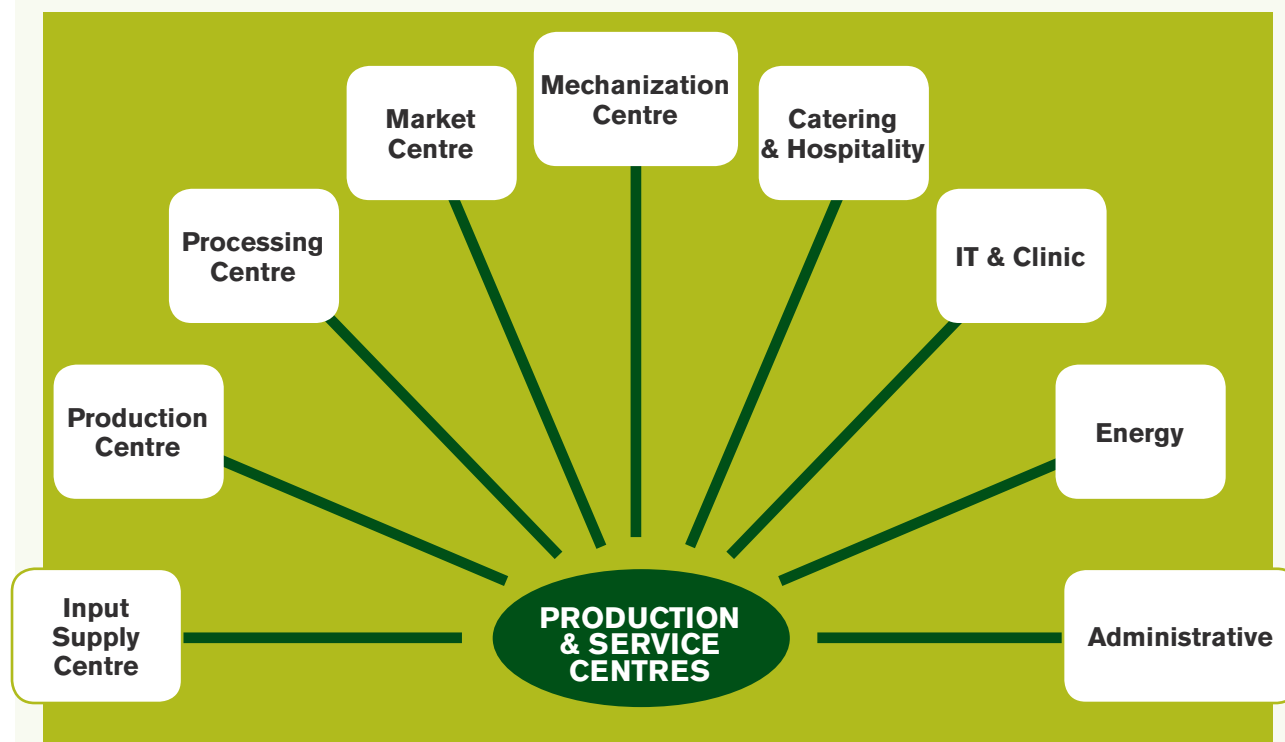 Mechanization
Centre
Market
Centre
Catering
& Hospitality
Processing
Centre
IT & Clinic
Production
Centre
Energy
Input
Supply
Centre
PRODUCTION
& SERVICE
CENTRES
Administrative